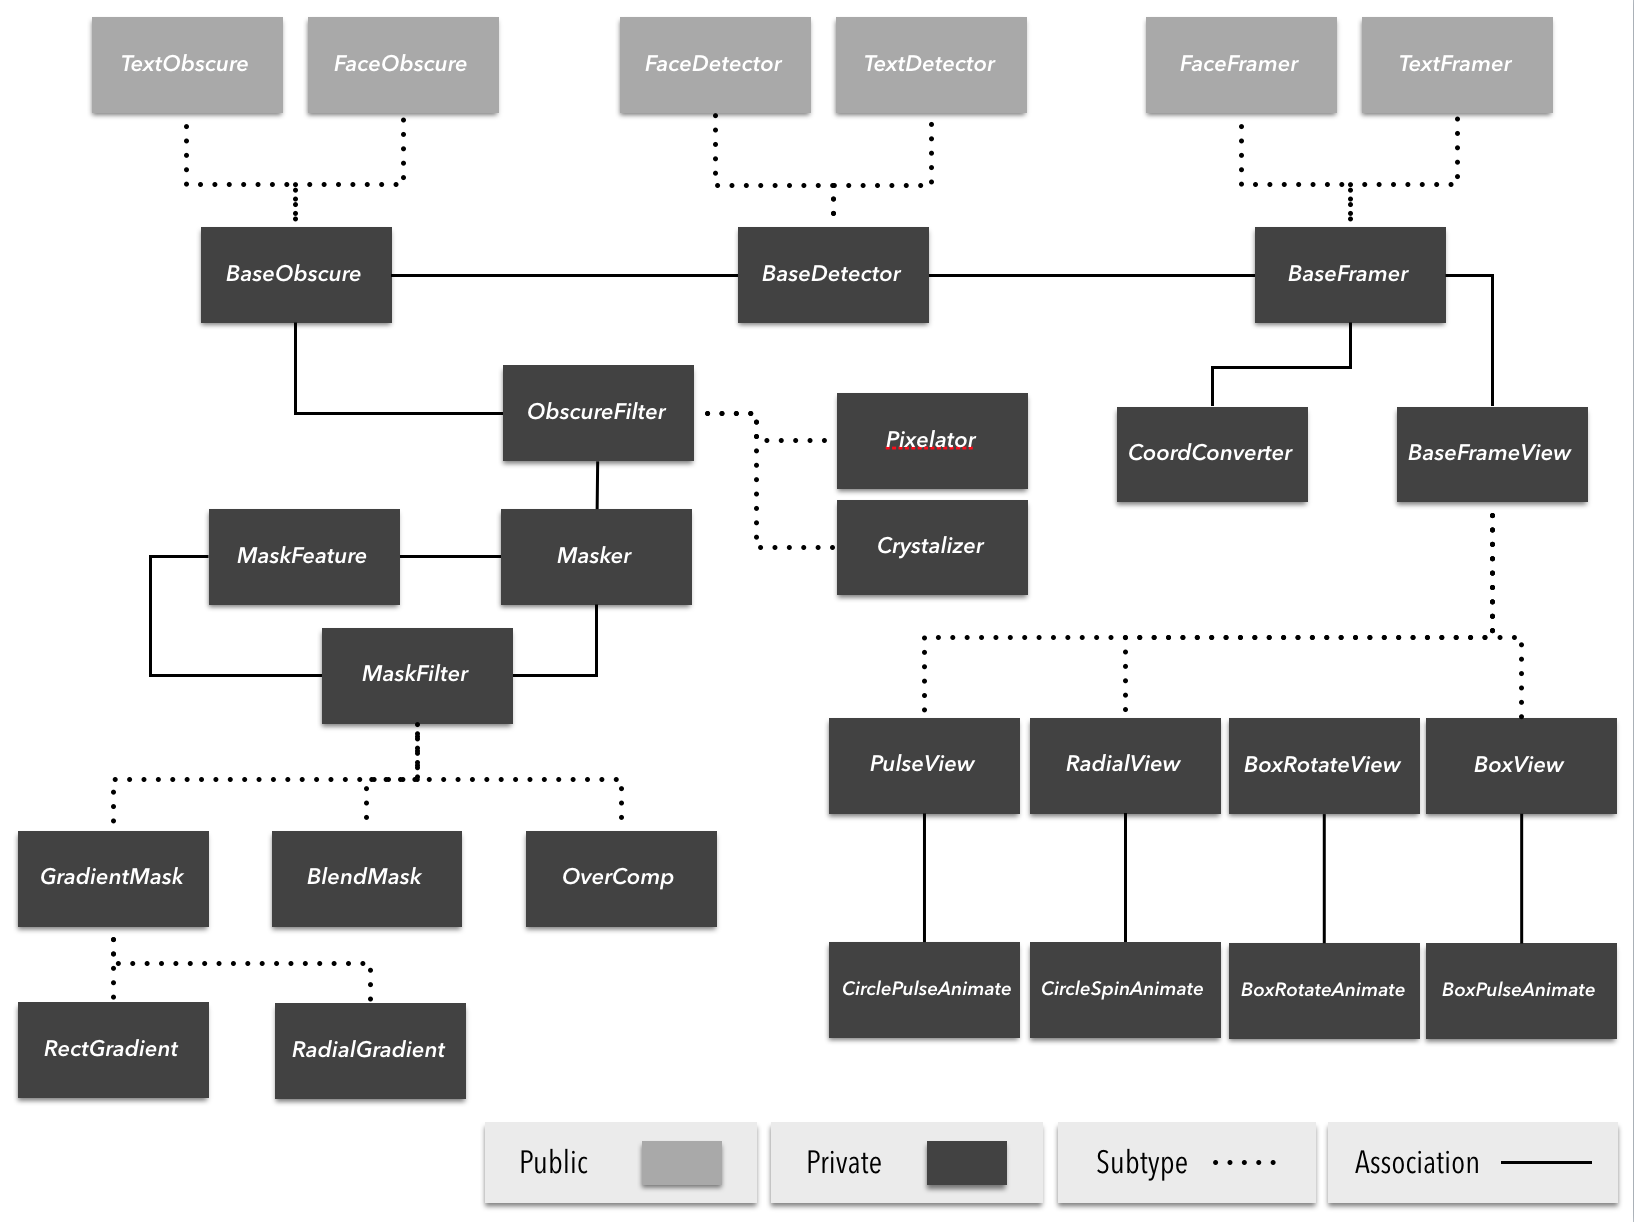 TextObscure
FaceObscure
FaceDetector
TextDetector
FaceFramer
TextFramer
BaseObscure
BaseDetector
BaseFramer
ObscureFilter
Pixelator
CoordConverter
BaseFrameView
Crystalizer
MaskFeature
Masker
MaskFilter
PulseView
RadialView
BoxRotateView
BoxView
GradientMask
BlendMask
OverComp
CirclePulseAnimate
CircleSpinAnimate
BoxRotateAnimate
BoxPulseAnimate
RectGradient
RadialGradient
Public
Private
Subtype
Association